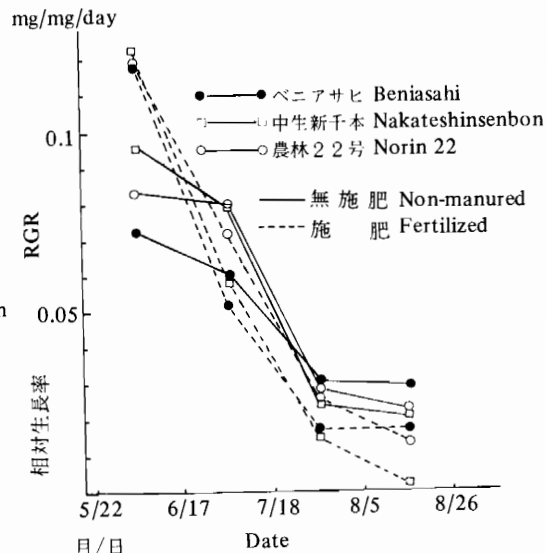 mg/mg/day
ベニアサヒ Beniasahi
中生新千本 Nakateshinsenbon
農林22号 Norin 22
無施肥 Non-manured
施 肥 Fertilized
0.1
RGR
0.05
相対生長率
5/22 6/17 7/18 8/5 8/26
月/日 Date